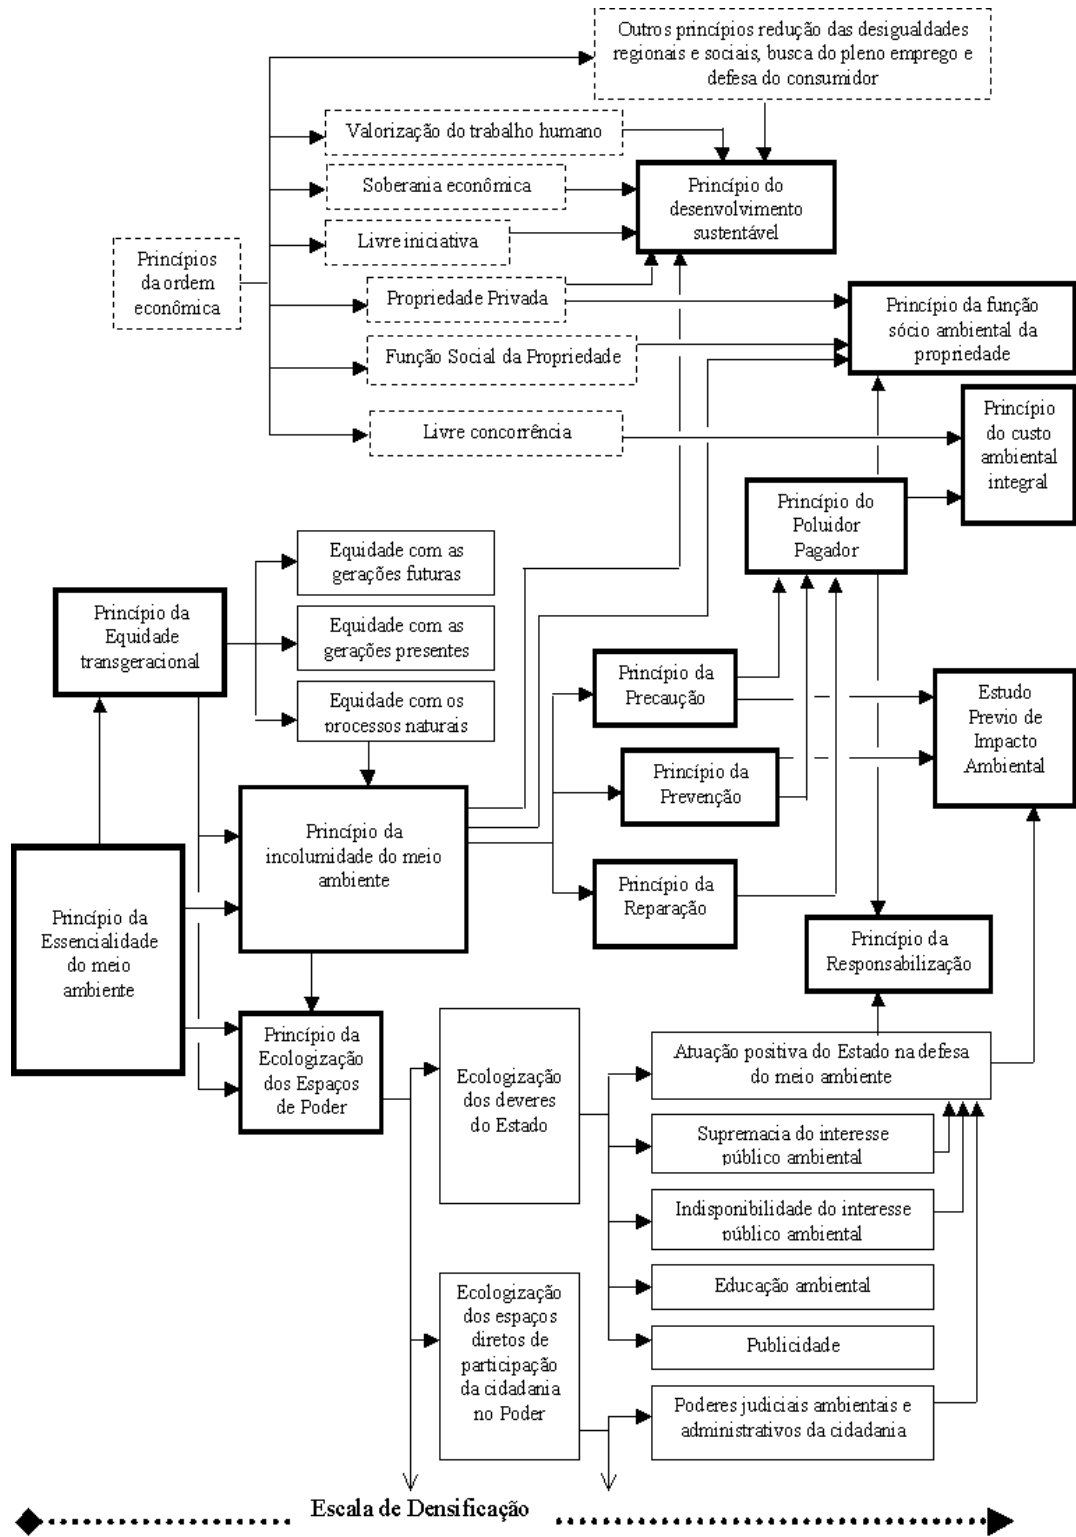 Outros princípios redução das desigualdades
regionais e sociais, busca do pleno emprego e
defesa do consumidor
Valorização do trabalho humano
Soberania econômica
Princípio do
desenvolvimento
sustentável
Livre iniciativa
Princípios
da ordem
econômica
Propriedade Privada
Princípio da função
sócio ambiental da
propriedade
Função Social da Propriedade
Livre concorrência
Princípio
do custo
ambiental
integral
Princípio do
Poluidor
Pagador
Equidade com as
gerações futuras
Princípio da
Equidade
transgeracional
Equidade com as
gerações presentes
Equidade com os
processos naturais
Princípio da
Precaução
Estudo
Previo de
Impacto
Ambiental
Princípio da
Prevenção
Princípio da
incolumidade do meio
ambiente
Princípio da
Reparação
Princípio da
Essencialidade
do meio
ambiente
Princípio da
Responsabilização
Princípio da
Ecologização
dos Espaços
de Poder
Ecologização
dos deveres
do Estado
Atuação positiva do Estado na defesa
do meio ambiente
Supremacia do interesse
público ambiental
Indisponibilidade do interesse
público ambiental
Educação ambiental
Publicidade
Ecologização
dos espaços
diretos de
participação
da cidadania
no Poder
Poderes judiciais ambientais e
administrativos da cidadania
Escala de Densificação